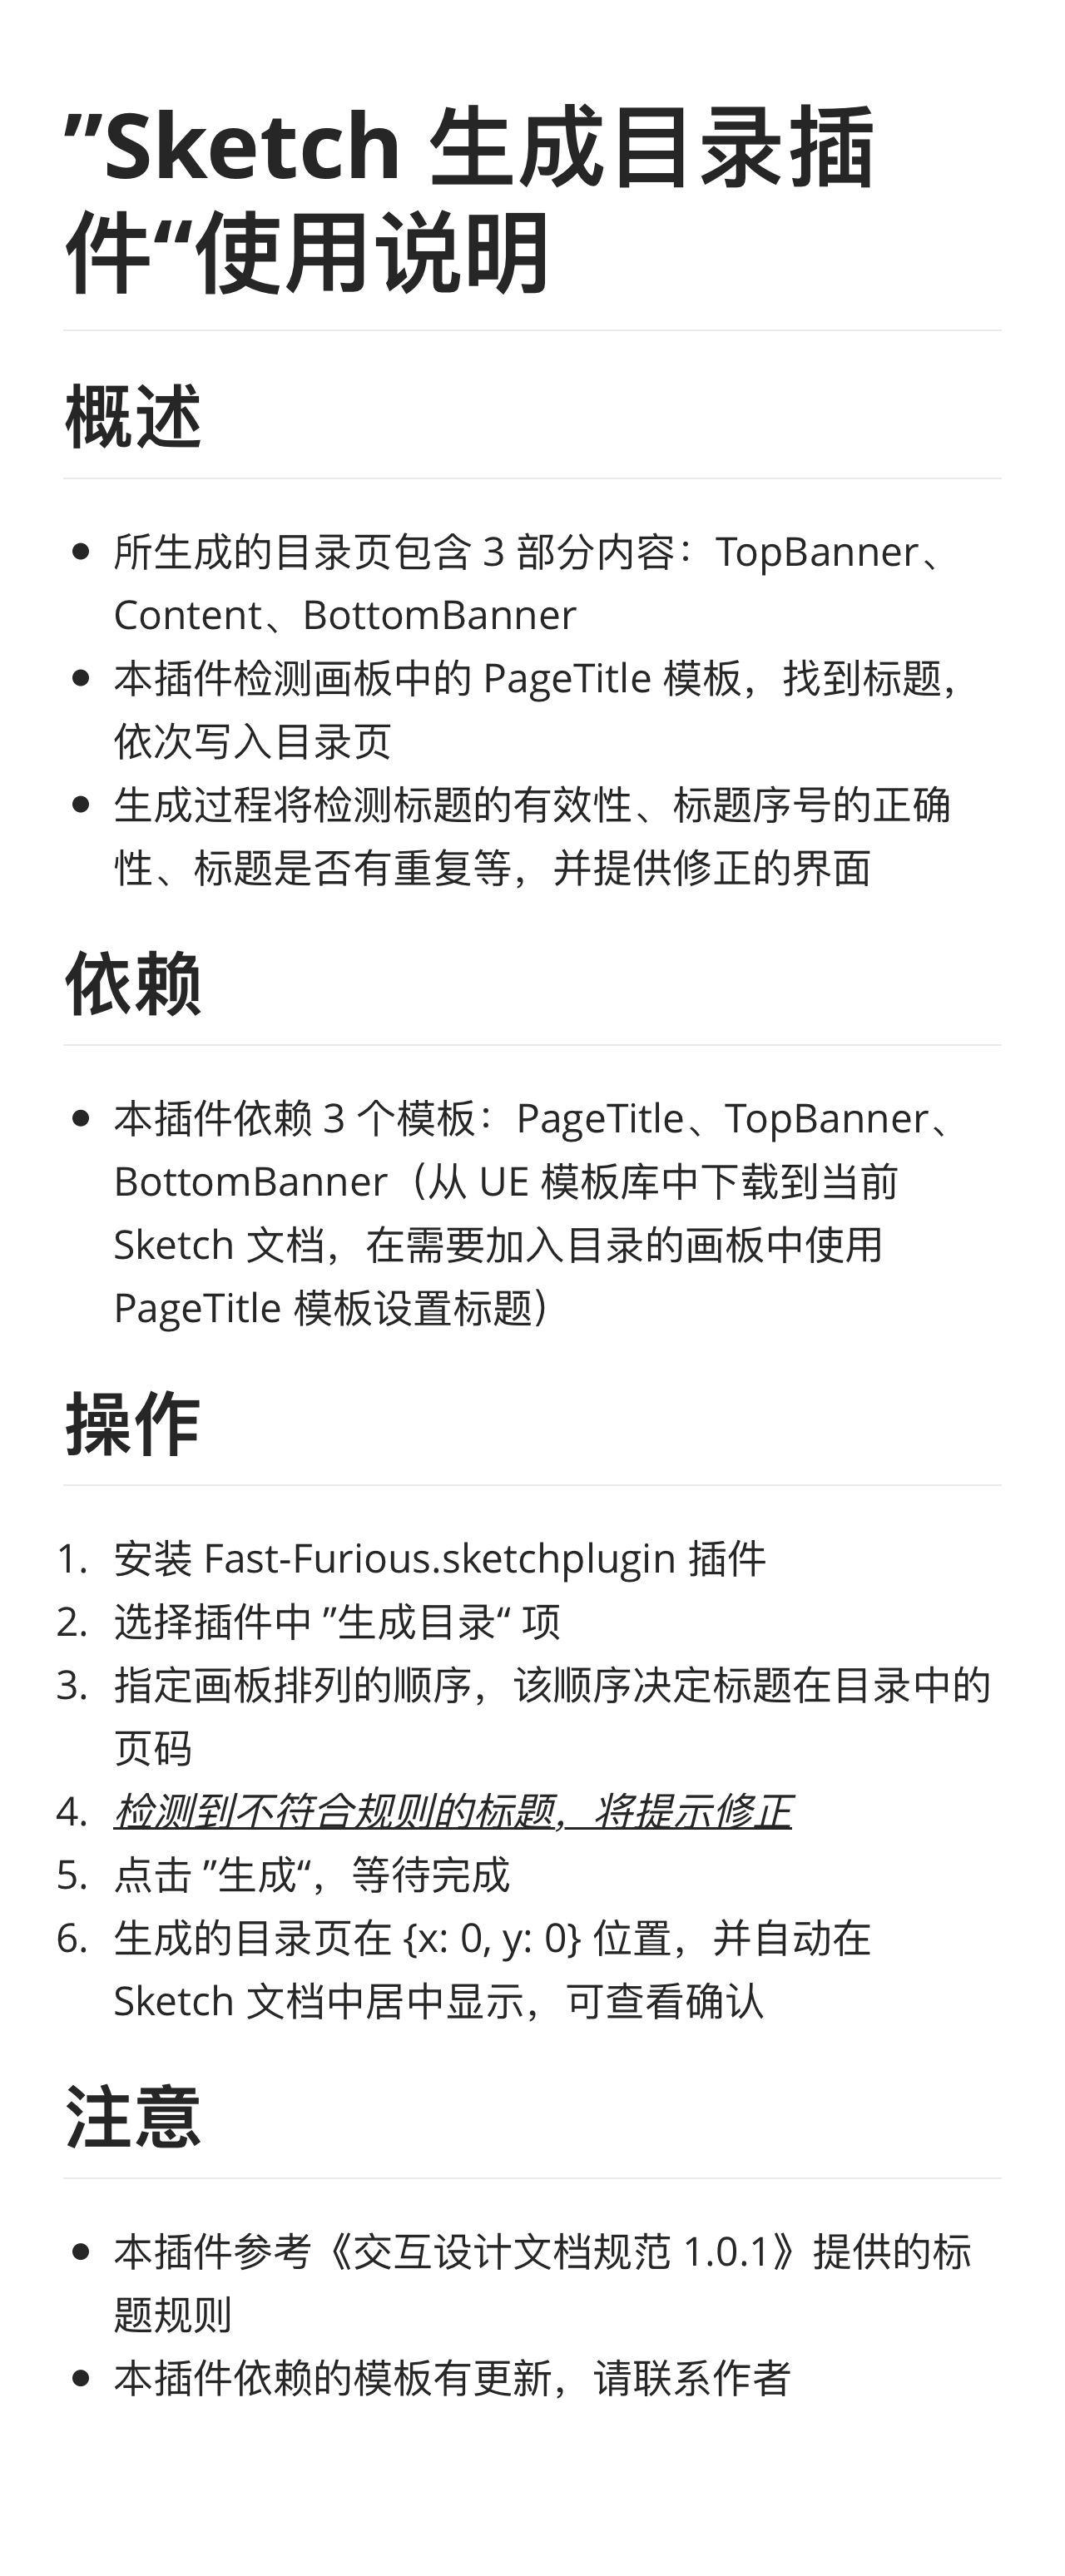 ”Sketch 生成目录插
件“使用说明
概述
• 所生成的目录页包含 3 部分内容：TopBanner、
Content、BottomBanner
• 本插件检测画板中的 PageTitle 模板，找到标题，
依次写入目录页
• 生成过程将检测标题的有效性、标题序号的正确
性、标题是否有重复等，并提供修正的界面
依赖
• 本插件依赖 3 个模板：PageTitle、TopBanner、
BottomBanner（从 UE 模板库中下载到当前
Sketch 文档，在需要加入目录的画板中使用
PageTitle 模板设置标题）
操作
1. 安装 Fast-Furious.sketchplugin 插件
2. 选择插件中 ”生成目录“ 项
3. 指定画板排列的顺序，该顺序决定标题在目录中的
页码
4. 检测到不符合规则的标题，将提示修正
5. 点击 ”生成“，等待完成
6. 生成的目录页在 {x: 0, y: 0} 位置，并自动在
Sketch 文档中居中显示，可查看确认
注意
• 本插件参考《交互设计文档规范 1.0.1》提供的标
题规则
• 本插件依赖的模板有更新，请联系作者